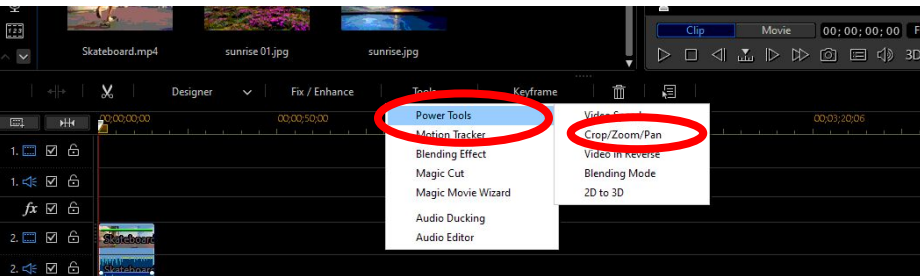 Skateboard.mp4 sunrise 01.jpg sunrise.jpg
Clip Movie 00; 00; 00; 00
3D
Designer Fix / Enhance Tools Keyframe
00;00;00;00 00;00;50;00 00;03;20;06
Power Tools
Motion Tracker
Blending Effect
Magic Cut
Magic Movie Wizard
Audio Ducking
Audio Editor
Crop/Zoom/Pan
Video in Reverse
Blending Mode
2D to 3D
1.
1.
fx
2. Skateboard
2. Skateboard